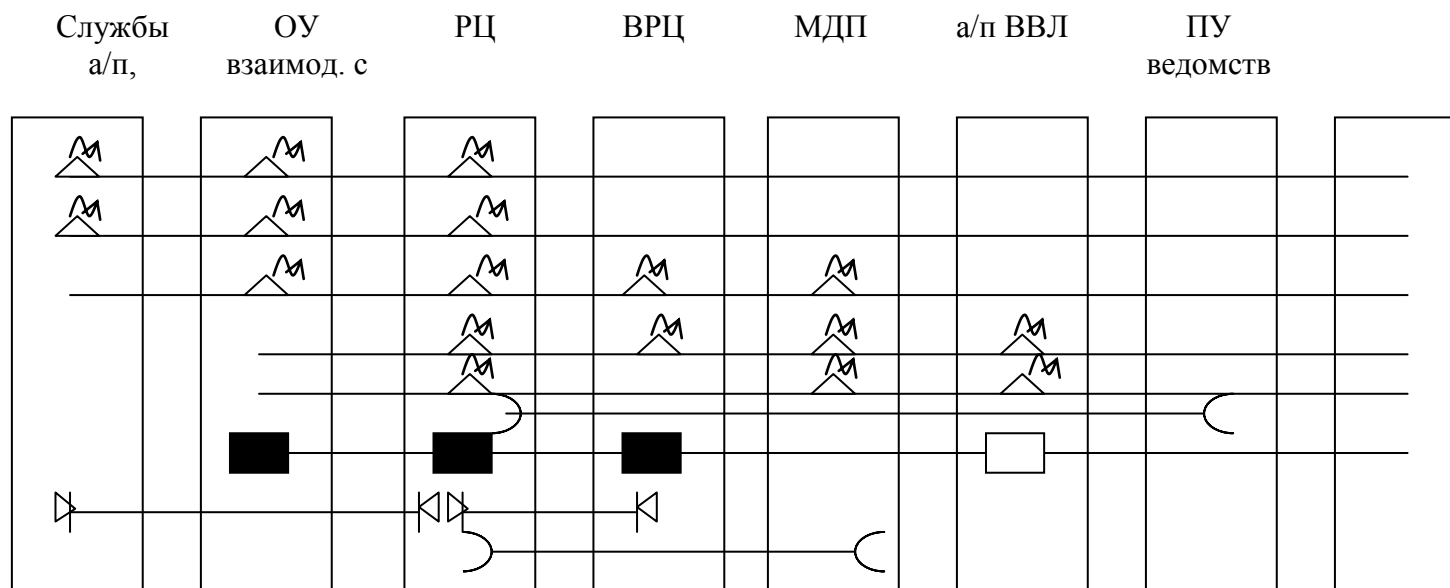 Службы ОУ РЦ ВРЦ МДП а/п ВВЛ ПУ
а/п, взаимод. с ведомств